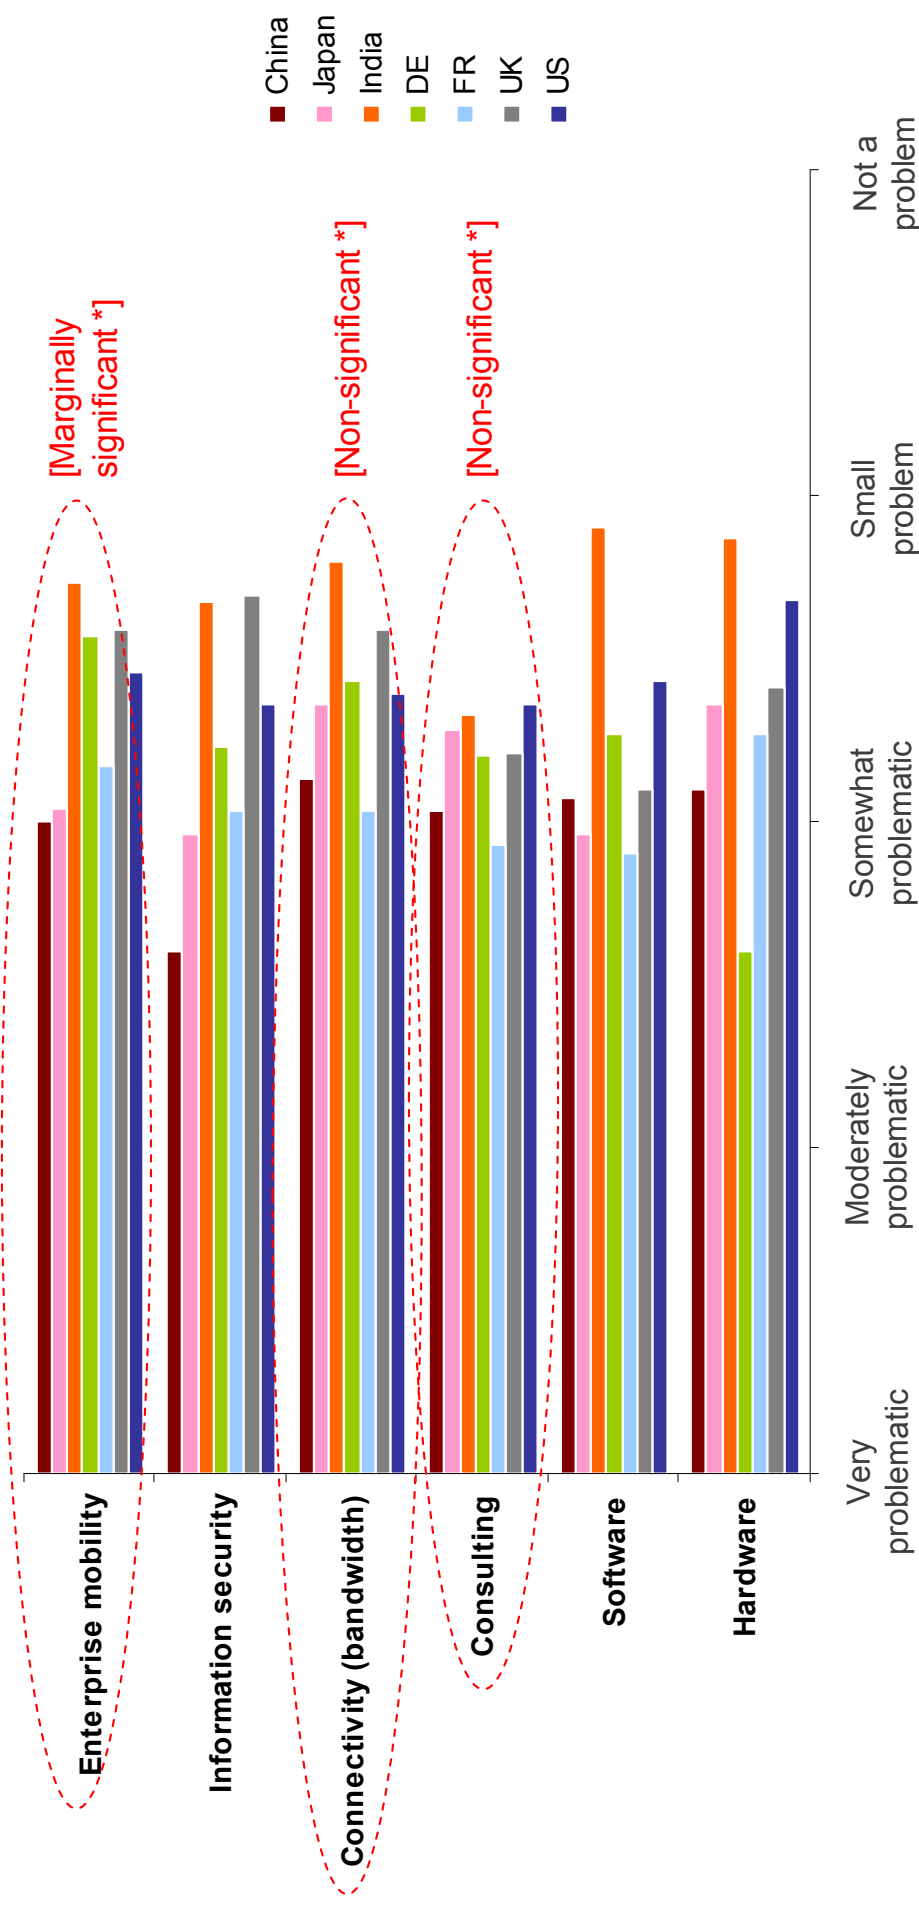 Enterprise mobility
[Marginally
significant *]
Information security
Connectivity (bandwidth)
[Non-significant *]
Consulting
[Non-significant *]
Software
Hardware
Very
problematic
Moderately
problematic
Somewhat
problematic
Small
problem
Not a
problem
China
Japan
India
DE
FR
UK
US